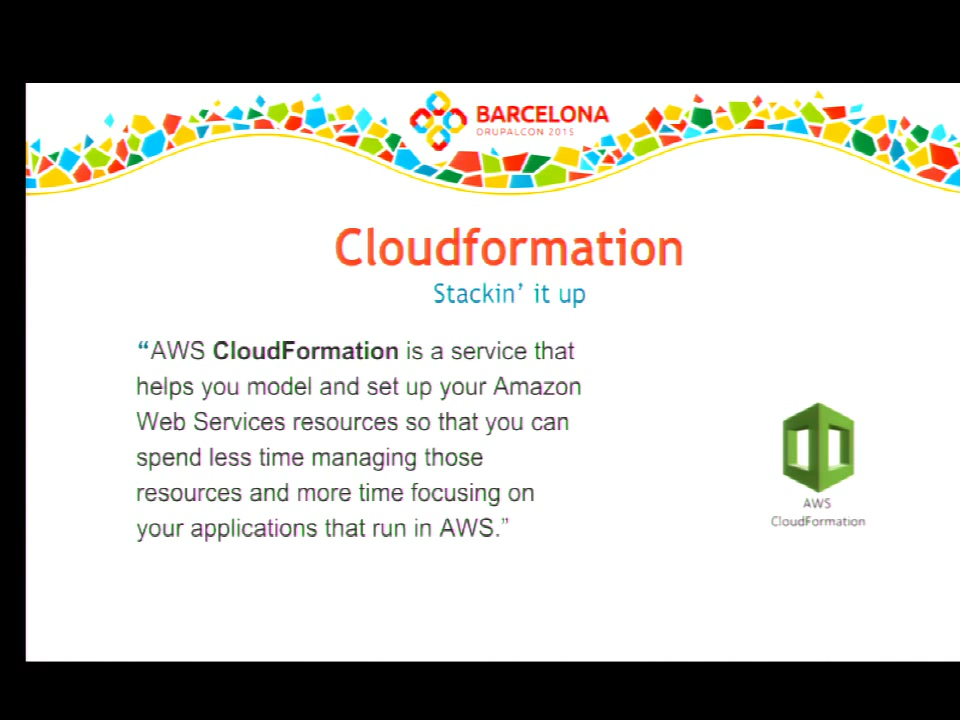 BARCELONA
DRUPALCON 2015
Cloudformation
Stackin’ it up
“AWS CloudFormation is a service that
helps you model and set up your Amazon
Web Services resources so that you can
spend less time managing those
resources and more time focusing on
your applications that run in AWS.”
AWS
CloudFormation